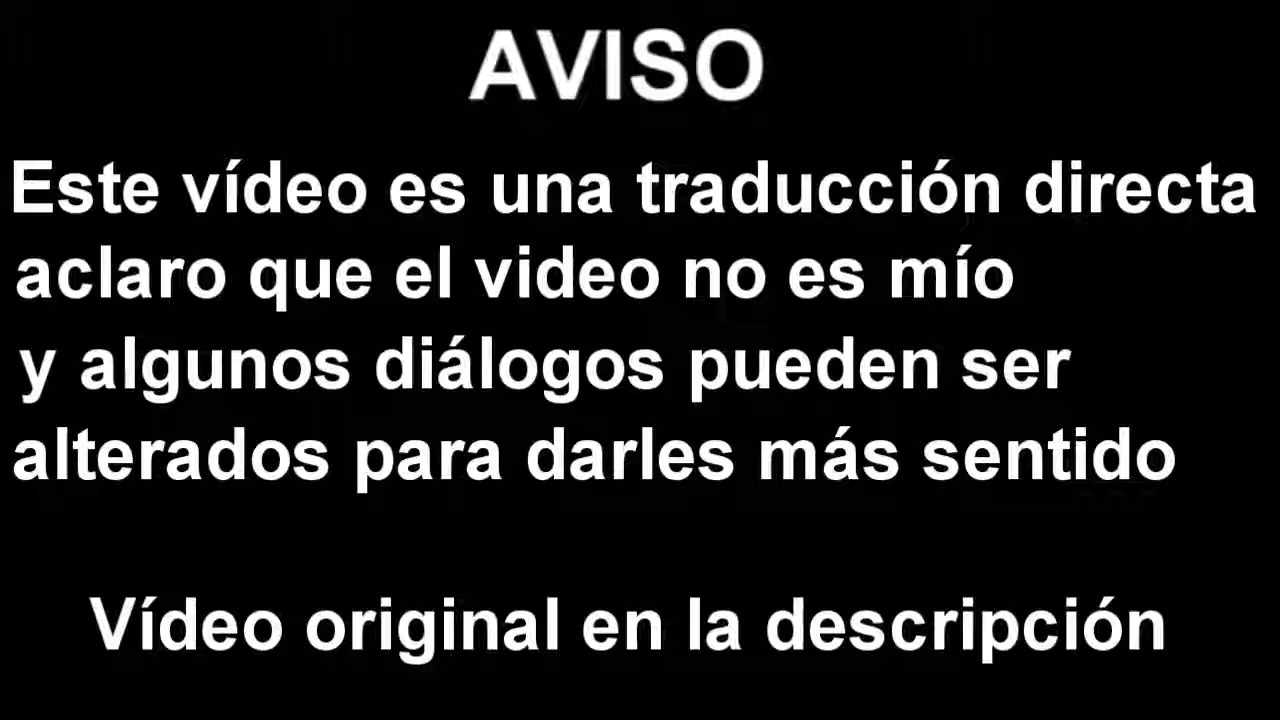 AVISO
Este vídeo es una traducción directa
aclaro que el video no es mío
y algunos diálogos pueden ser
alterados para darles más sentido
Vídeo original en la descripción